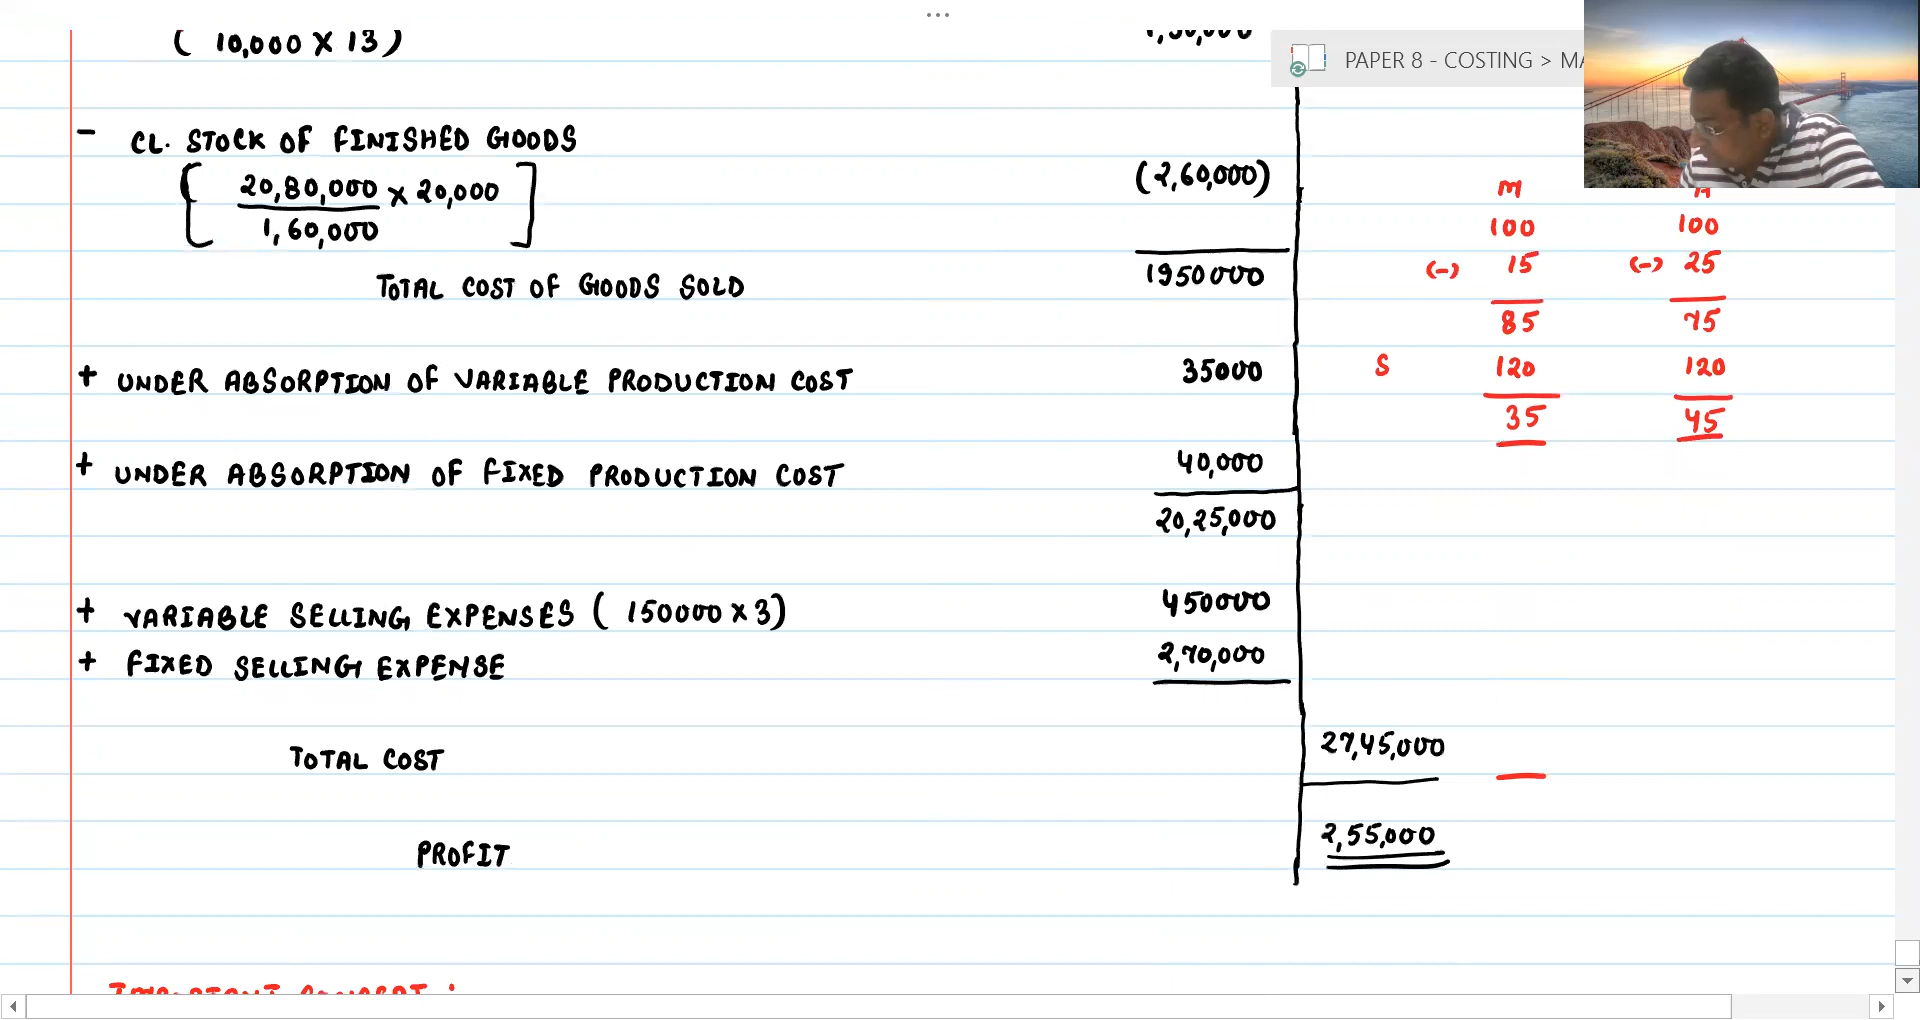 ...
( 10,000 X 13 )
PAPER 8 - COSTING > MA
- CL. STOCK OF FINISHED GOODS
[ 20,80,000 X 20,000 ] (2,60,000)
1,60,000
TOTAL COST OF GOODS SOLD 1950000
+ UNDER ABSORPTION OF VARIABLE PRODUCTION COST 35000
+ UNDER ABSORPTION OF FIXED PRODUCTION COST 40,000
20,25,000
+ VARIABLE SELLING EXPENSES ( 150000 X 3 ) 450000
+ FIXED SELLING EXPENSE 2,70,000
TOTAL COST 27,45,000
PROFIT 2,55,000
M
100 100
(-) 15 (-) 25
85 75
S 120 120
35 45